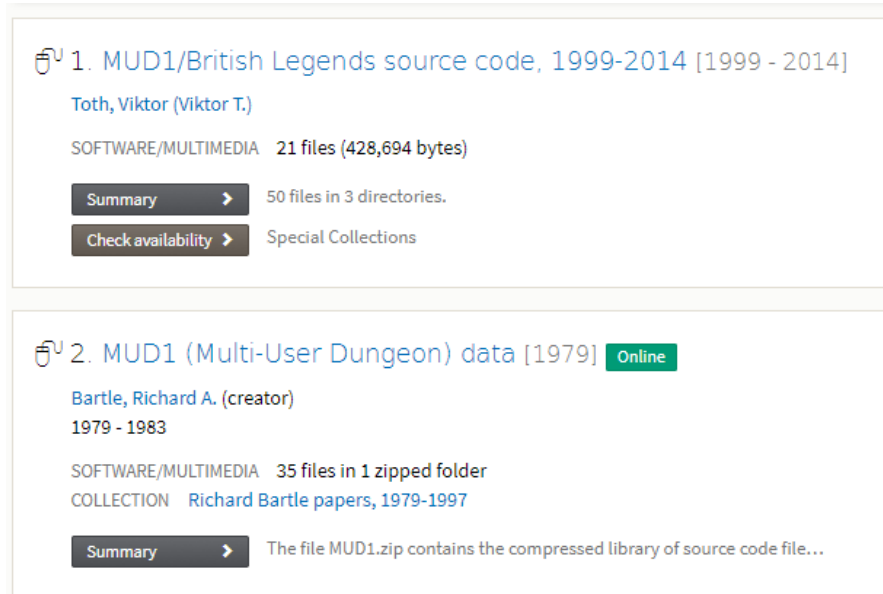 1. MUD1/British Legends source code, 1999-2014 [1999 - 2014]
Toth, Viktor (Viktor T.)
SOFTWARE/MULTIMEDIA 21 files (428,694 bytes)
Summary 50 files in 3 directories.
Check availability Special Collections
2. MUD1 (Multi-User Dungeon) data [1979] Online
Bartle, Richard A. (creator)
1979 - 1983
SOFTWARE/MULTIMEDIA 35 files in 1 zipped folder
COLLECTION Richard Bartle papers, 1979-1997
Summary The file MUD1.zip contains the compressed library of source code file...